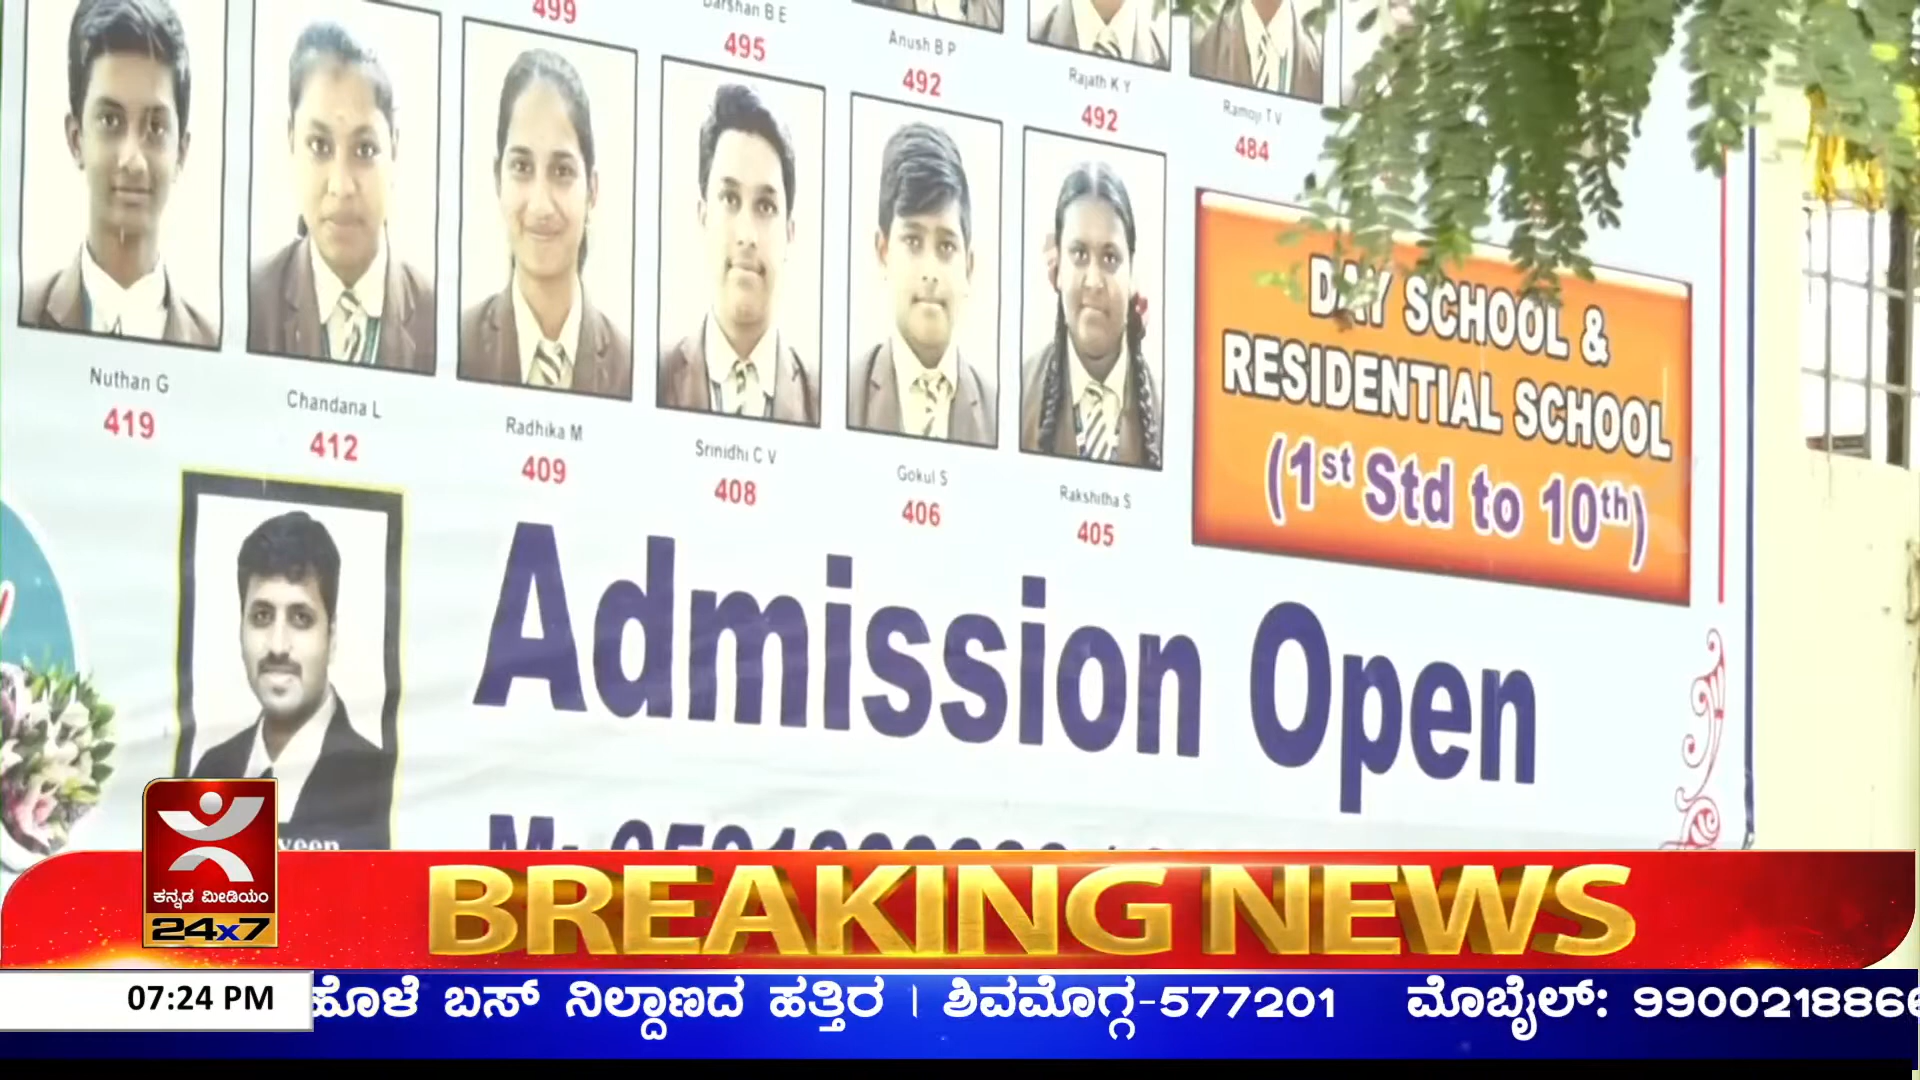 499
Darshan B E
495
Anush B P
492
Rajath K Y
492
Ramoji T V
484
Nuthan G
419
Chandana L
412
Radhika M
409
Srinidhi C V
408
Gokul S
406
Rakshitha S
405
DAY SCHOOL &
RESIDENTIAL SCHOOL
(1st Std to 10th)
Admission Open
ಕನ್ನಡ ಮೀಡಿಯಂ
24x7
BREAKING NEWS
07:24 PM
ಹೊಳೆ ಬಸ್ ನಿಲ್ದಾಣದ ಹತ್ತಿರ | ಶಿವಮೊಗ್ಗ-577201 ಮೊಬೈಲ್: 990021886